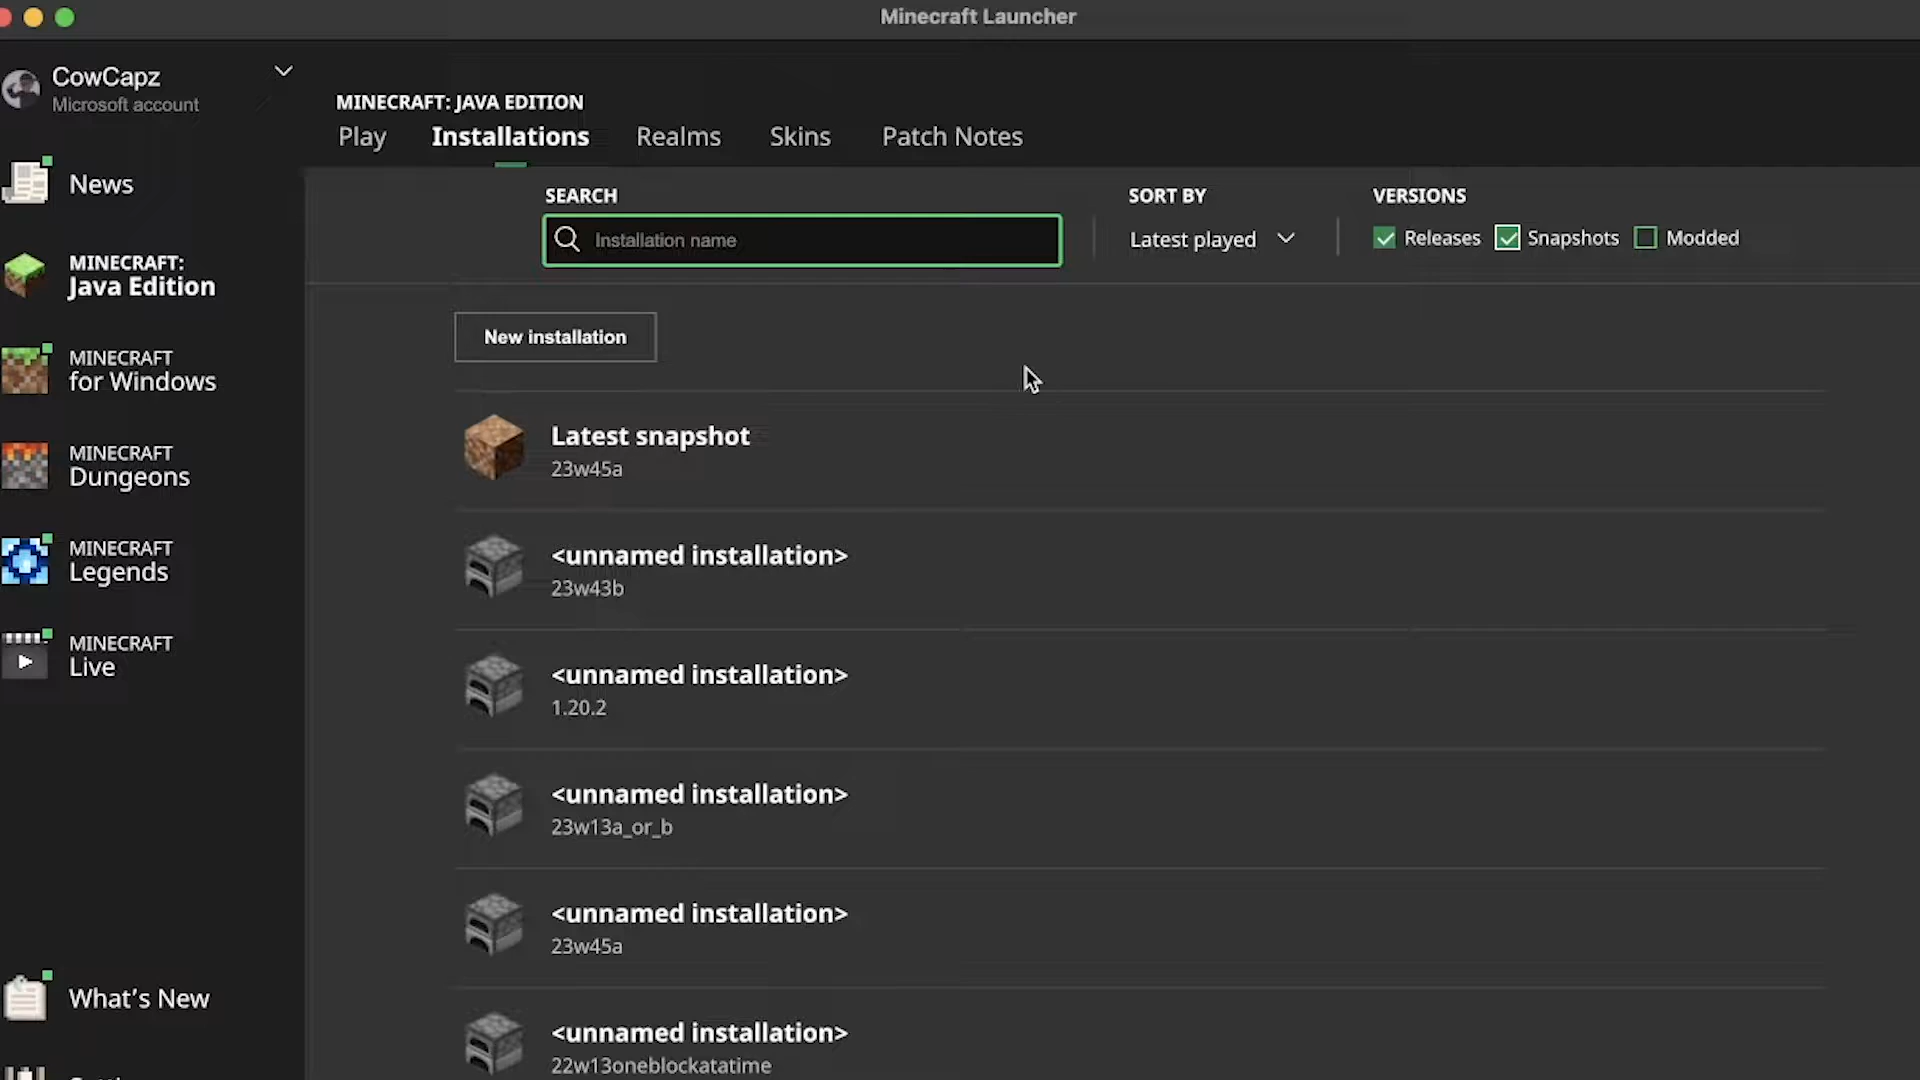 Minecraft Launcher
CowCapz
Microsoft account
News
MINECRAFT:
Java Edition
MINECRAFT
for Windows
MINECRAFT
Dungeons
MINECRAFT
Legends
MINECRAFT
Live
What's New
MINECRAFT: JAVA EDITION
Play Installations Realms Skins Patch Notes
SEARCH SORT BY VERSIONS
Installation name Latest played Releases Snapshots Modded
New installation
Latest snapshot
23w45a
<unnamed installation>
23w43b
<unnamed installation>
1.20.2
<unnamed installation>
23w13a_or_b
<unnamed installation>
23w45a
<unnamed installation>
22w13oneblockatatime